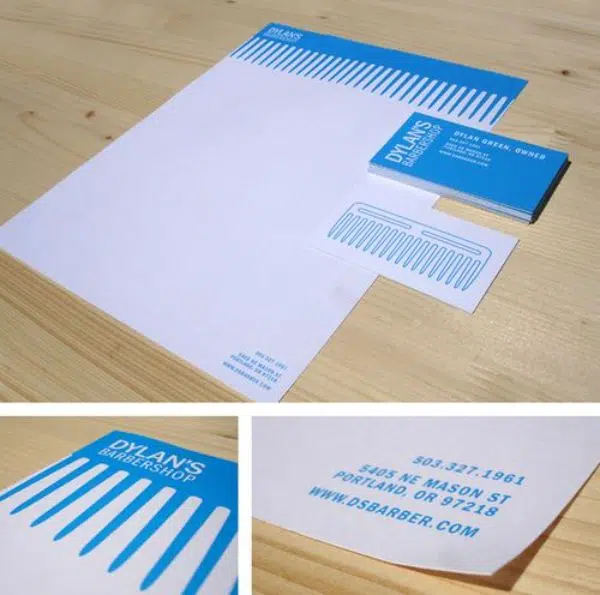 DYLAN'S
BARBERSHOP
DYLAN'S
BARBERSHOP
DYLAN GREEN, OWNER
503.327.1961
5405 NE MASON ST
PORTLAND, OR 97218
WWW.DSBARBER.COM
503.327.1961
5405 NE MASON ST
PORTLAND, OR 97218
WWW.DSBARBER.COM
DYLAN'S
BARBERSHOP
503.327.1961
5405 NE MASON ST
PORTLAND, OR 97218
WWW.DSBARBER.COM